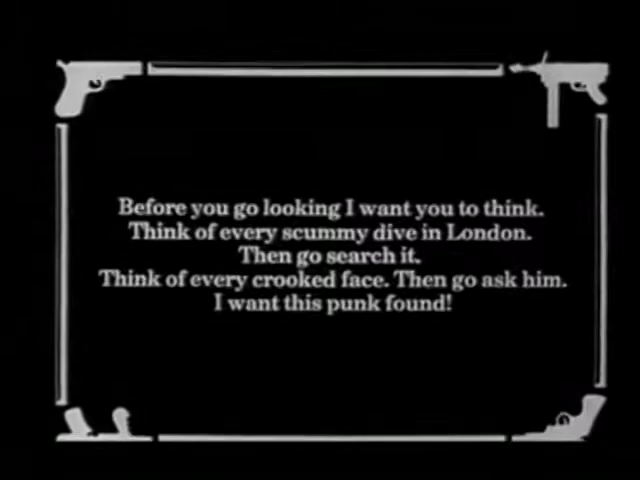 Before you go looking I want you to think.
Think of every scummy dive in London.
Then go search it.
Think of every crooked face. Then go ask him.
I want this punk found!